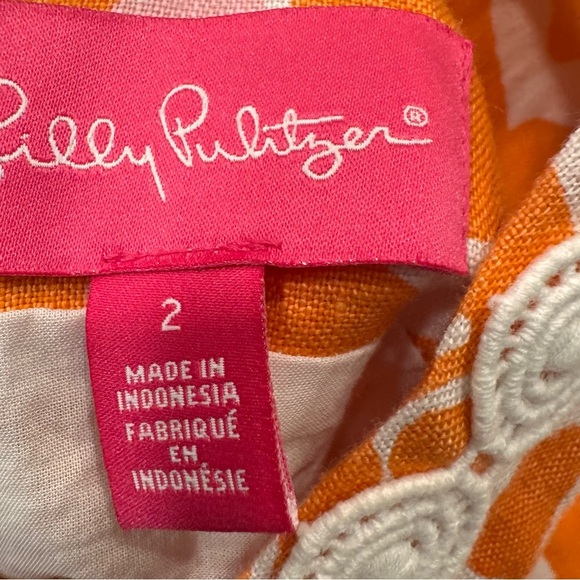 Lilly Pulitzer®
2
MADE IN
INDONESIA
FABRIQUÉ
EN
INDONÉSIE